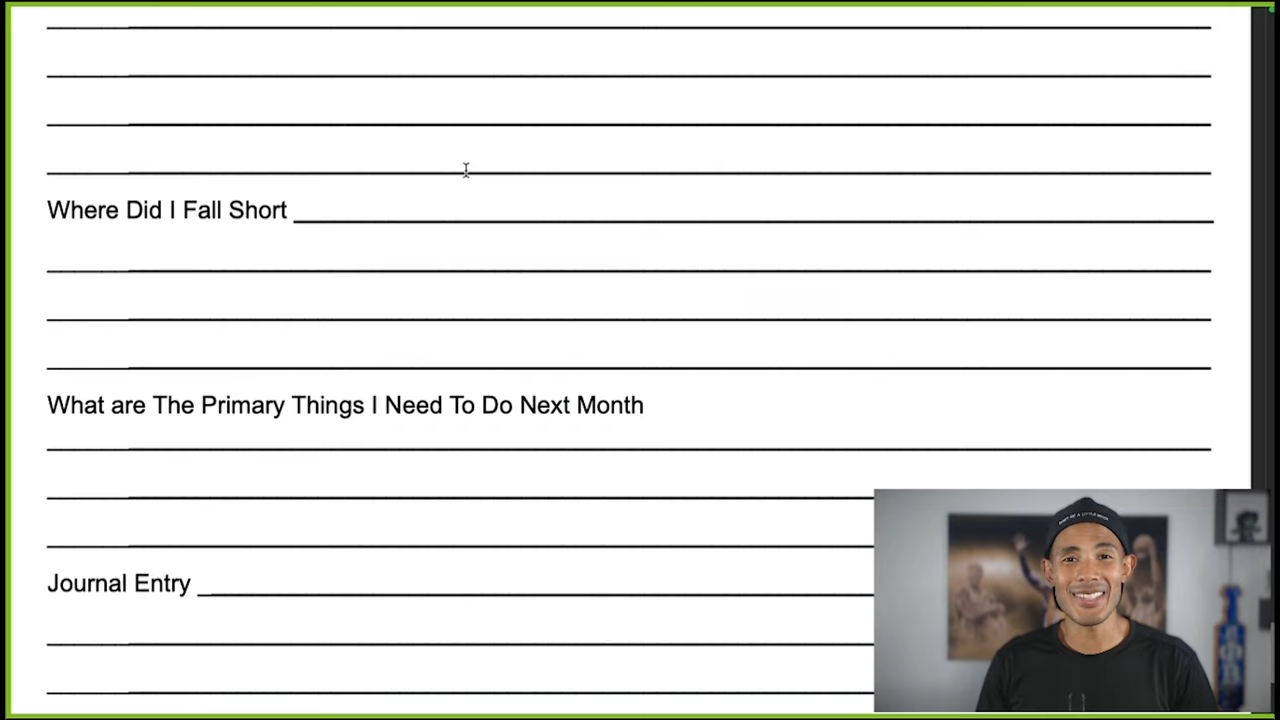 Where Did I Fall Short
What are The Primary Things I Need To Do Next Month
Journal Entry